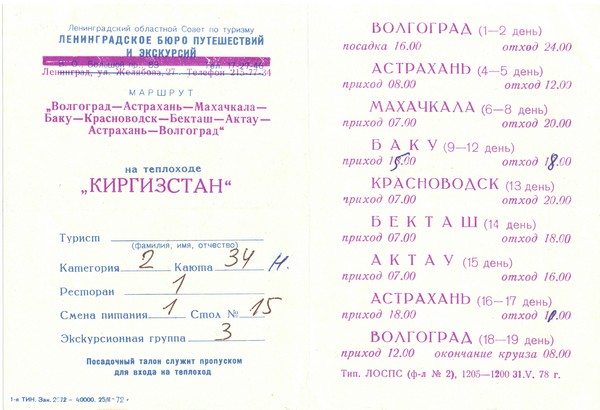 Ленинградский областной Совет по туризму
ЛЕНИНГРАДСКОЕ БЮРО ПУТЕШЕСТВИЙ
И ЭКСКУРСИЙ
Ленинград, ул. Желябова, 27. Телефон 215-77-34
МАРШРУТ
„Волгоград—Астрахань—Махачкала—
Баку—Красноводск—Бекташ—Актау—
Астрахань—Волгоград“
на теплоходе
„КИРГИЗСТАН“
Турист
(фамилия, имя, отчество)
Категория 2 Каюта 34 Н.
Ресторан 1
Смена питания 1 Стол № 15
Экскурсионная группа 3
Посадочный талон служит пропуском
для входа на теплоход
1-я ТИН. Зак. 2972 — 40000. 25/II-72 г
ВОЛГОГРАД (1—2 день)
посадка 16.00 отход 24.00
АСТРАХАНЬ (4—5 день)
приход 08.00 отход 12.00
МАХАЧКАЛА (6—8 день)
приход 07.00 отход 20.00
БАКУ (9—12 день)
приход 15.00 отход 18.00
КРАСНОВОДСК (13 день)
приход 07.00 отход 20.00
БЕКТАШ (14 день)
приход 07.00 отход 18.00
АКТАУ (15 день)
приход 07.00 отход 16.00
АСТРАХАНЬ (16—17 день)
приход 18.00 отход
ВОЛГОГРАД (18—19 день)
приход 12.00 окончание круиза 08.00
Тип. ЛОСПС (ф-л № 2), 1205—1200 31.V. 78 г.